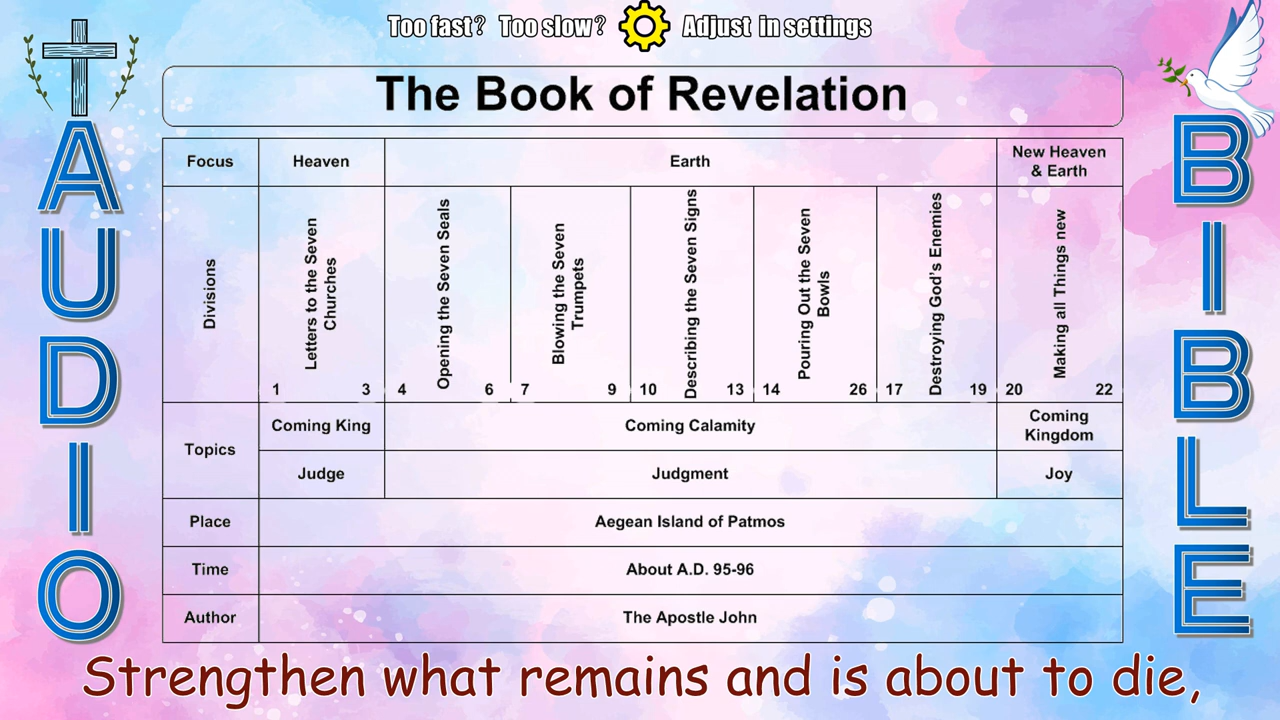 Too fast? Too slow? Adjust in settings
AUDIO
BIBLE
The Book of Revelation
Focus Heaven Earth New Heaven
& Earth
Divisions
Letters to the Seven
Churches
1 3
Opening the Seven Seals
4 6
Blowing the Seven
Trumpets
7 9
Describing the Seven Signs
10 13
Pouring Out the Seven
Bowls
14 26
Destroying God's Enemies
17 19
Making all Things new
20 22
Topics
Coming King Coming Calamity Coming
Kingdom
Judge Judgment Joy
Place Aegean Island of Patmos
Time About A.D. 95-96
Author The Apostle John
Strengthen what remains and is about to die,